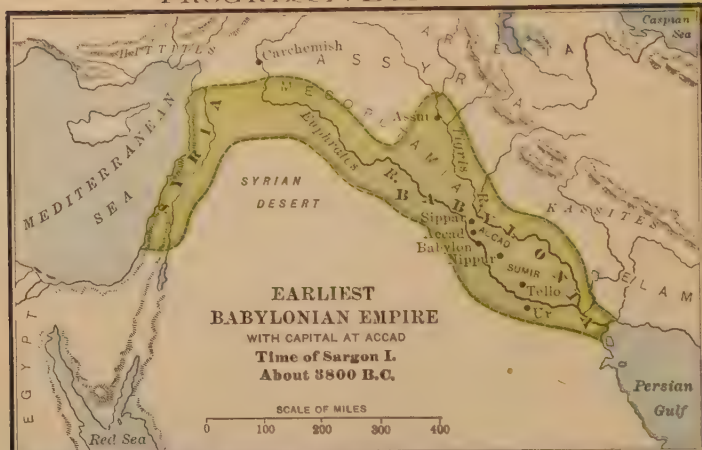 Caspian
Sea
HITTITES
Carchemish
ASSYRIA
MESOPOTAMIA
Assur
Tigris R.
Euphrates R.
SYRIA
MEDITERRANEAN
SEA
SYRIAN
DESERT
BABYLONIA
KASSITES
Sippar
Accad
ACCAD
Babylon
Nippur
SUMIR
Tello
Ur
ELAM
EARLIEST
BABYLONIAN EMPIRE
WITH CAPITAL AT ACCAD
Time of Sargon I.
About 3800 B.C.
EGYPT
Persian
Gulf
SCALE OF MILES
0 100 200 300 400
Red Sea